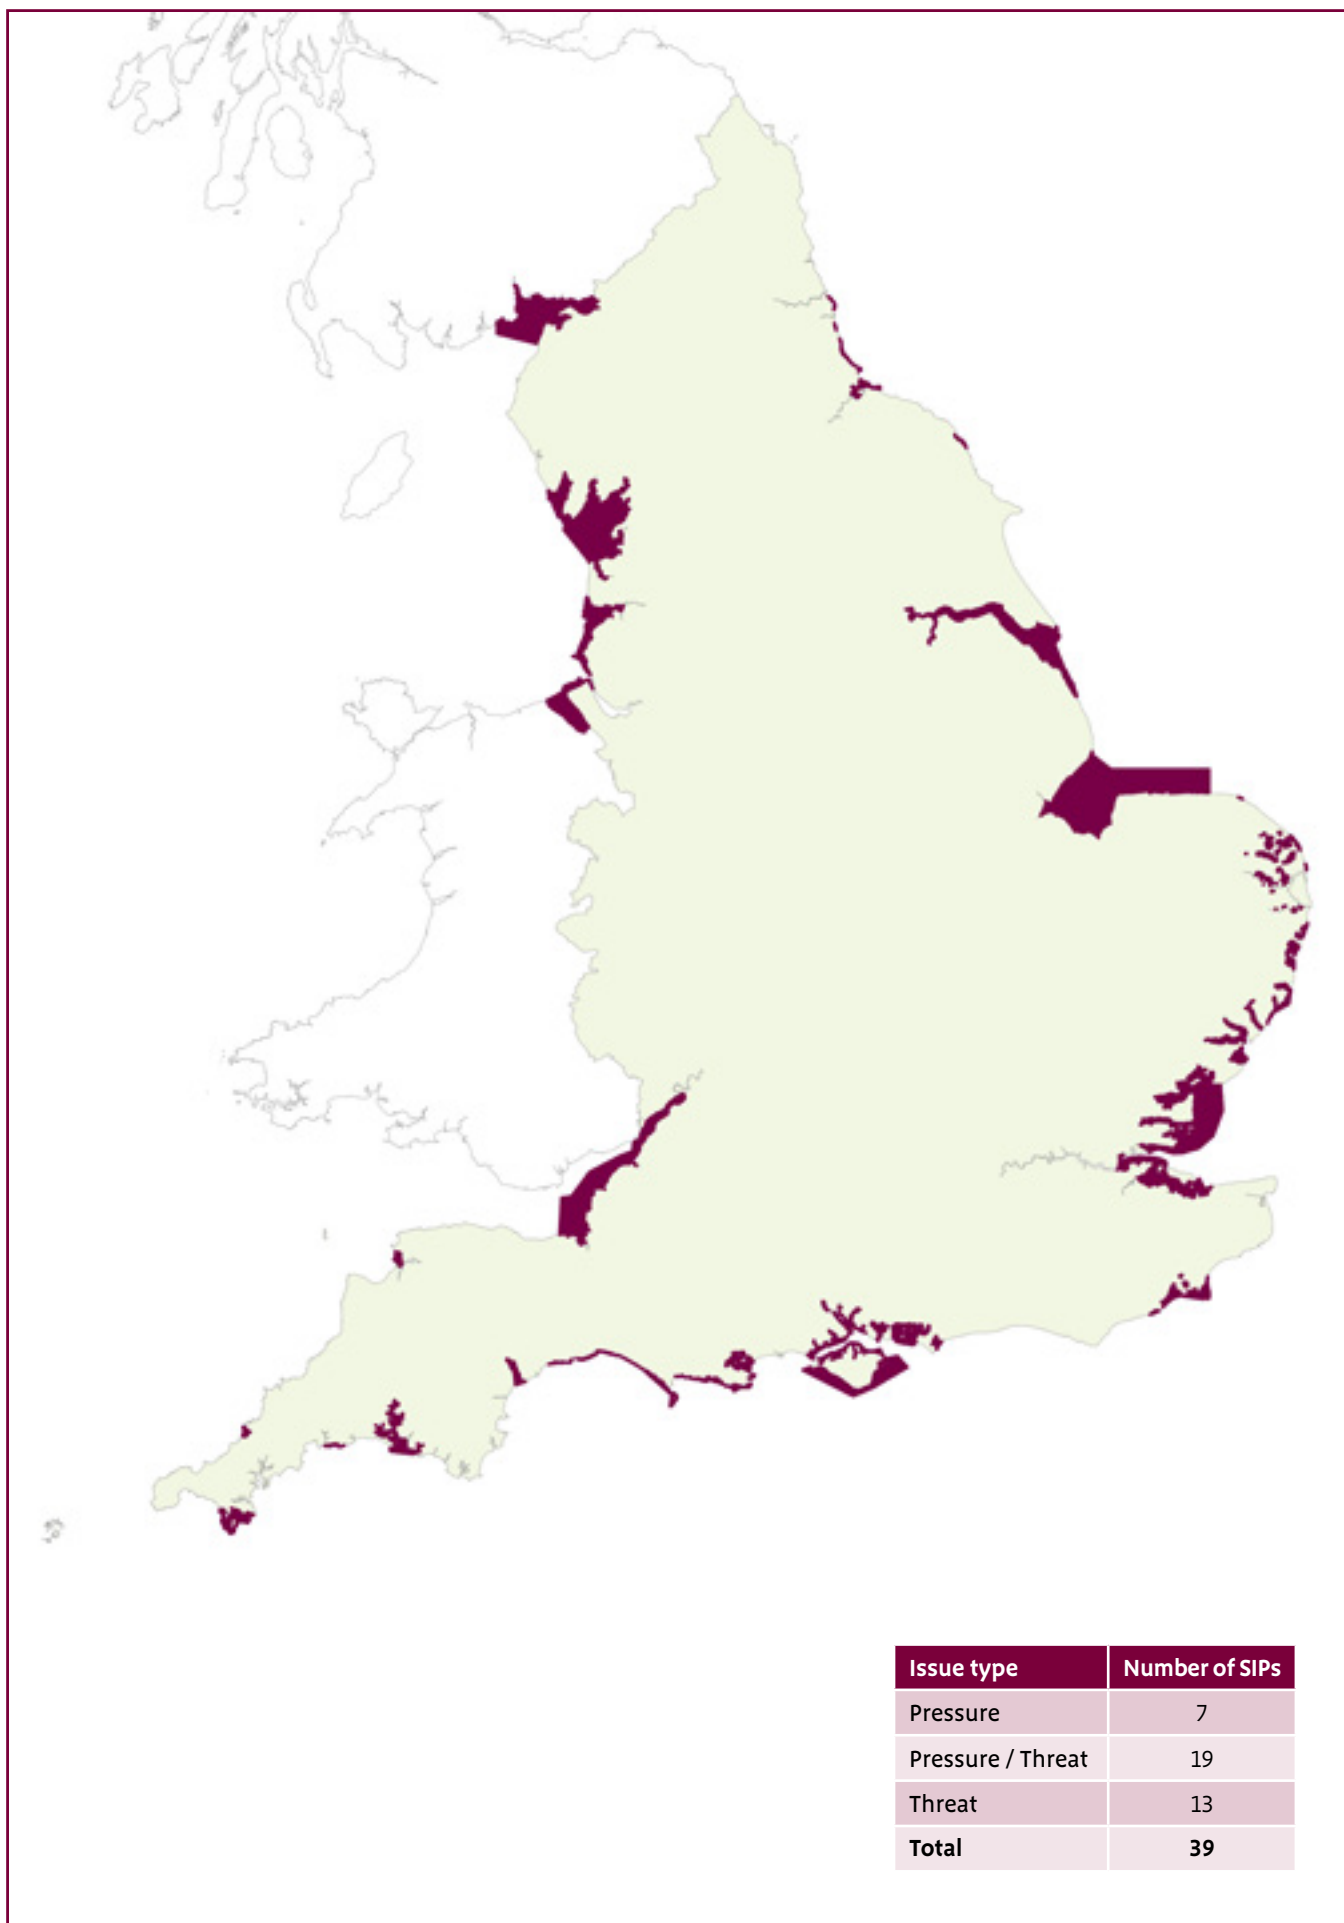 Issue type Number of SIPs
Pressure 7
Pressure / Threat 19
Threat 13
Total 39